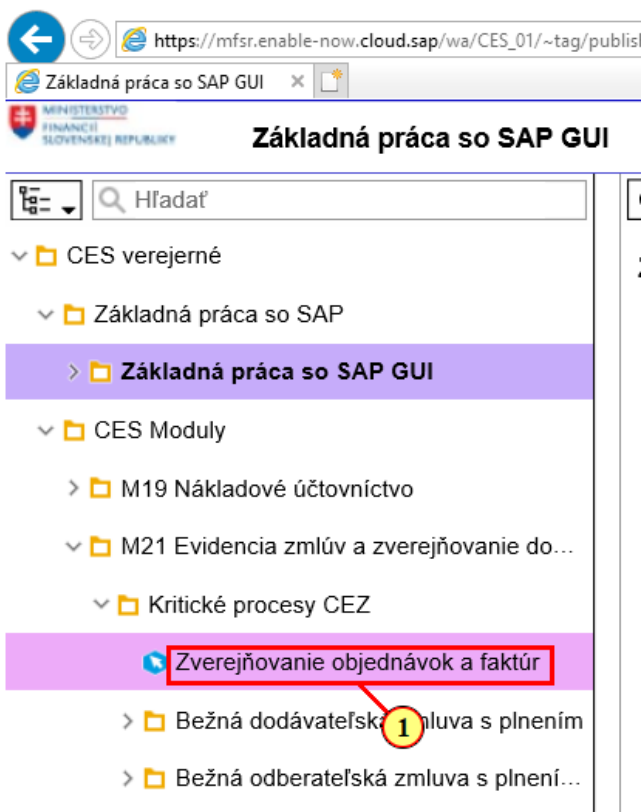 https://mfsr.enable-now.cloud.sap/wa/CES_01/~tag/publish
Základná práca so SAP GUI
MINISTERSTVO
FINANCIÍ
SLOVENSKEJ REPUBLIKY
Základná práca so SAP GUI
Hľadať
CES verejerné
Základná práca so SAP
Základná práca so SAP GUI
CES Moduly
M19 Nákladové účtovníctvo
M21 Evidencia zmlúv a zverejňovanie do...
Kritické procesy CEZ
Zverejňovanie objednávok a faktúr
1
Bežná dodávateľská zmluva s plnením
Bežná odberateľská zmluva s plnení...